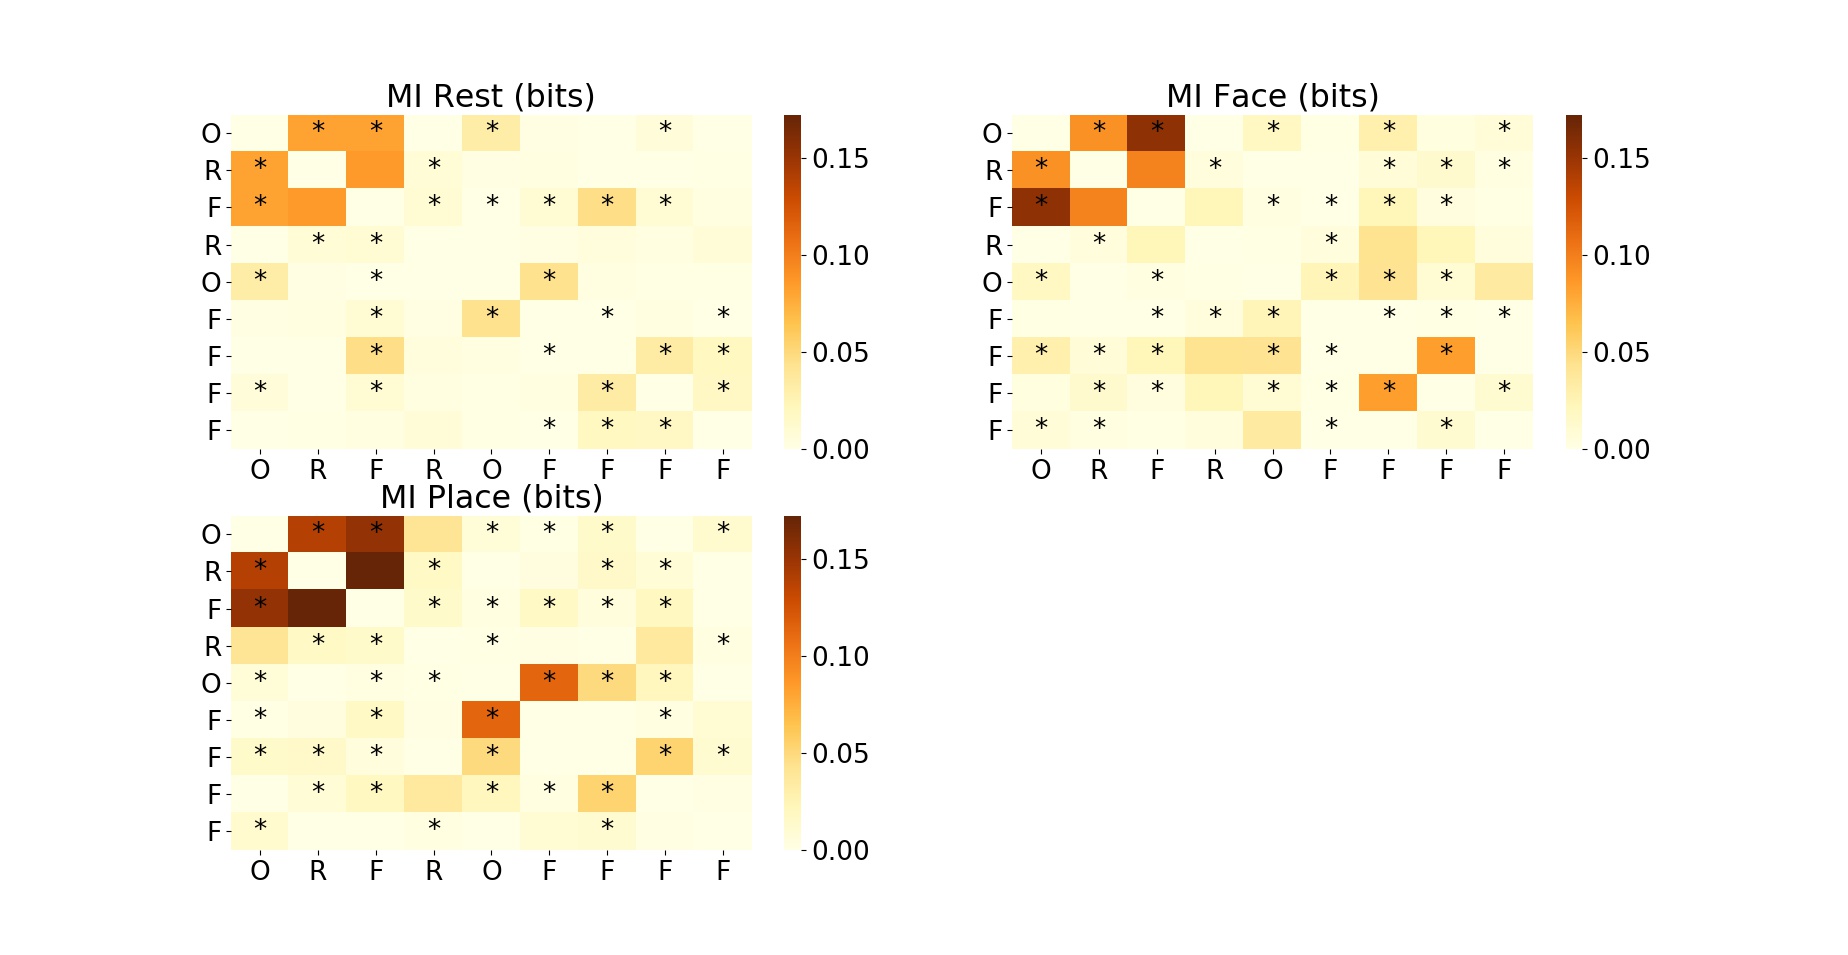 MI Rest (bits)
O * * * *
R * *
F * * * * * *
R * *
O * * *
F * * * *
F * * * *
F * * * *
F * * *
O R F R O F F F F
0.15
0.10
0.05
0.00
MI Face (bits)
O * * * * *
R * * * * *
F * * * * *
R * *
O * * * * *
F * * * * * *
F * * * * * *
F * * * * * *
F * * * *
O R F R O F F F F
0.15
0.10
0.05
0.00
MI Place (bits)
O * * * * * *
R * * * *
F * * * * * *
R * * * *
O * * * * * *
F * * * *
F * * * * * *
F * * * * *
F * * *
O R F R O F F F F
0.15
0.10
0.05
0.00